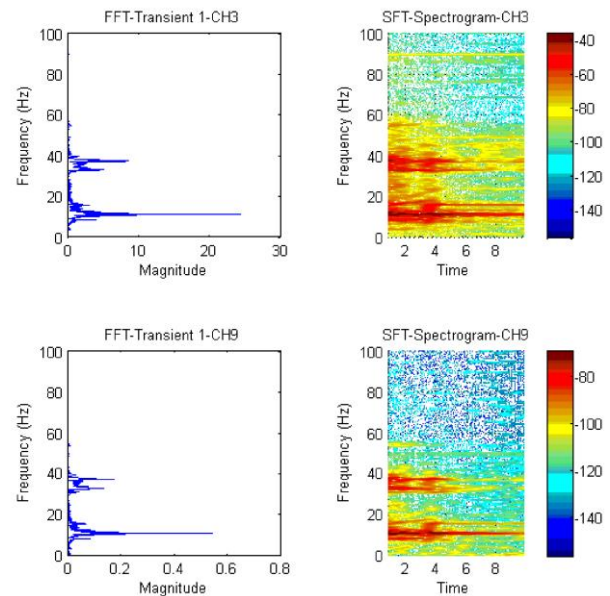 FFT-Transient 1-CH3
100
80
60
40
20
0
Frequency (Hz)
0 10 20 30
Magnitude
SFT-Spectrogram-CH3
100
80
60
40
20
0
Frequency (Hz)
2 4 6 8
Time
-40
-60
-80
-100
-120
-140
FFT-Transient 1-CH9
100
80
60
40
20
0
Frequency (Hz)
0 0.2 0.4 0.6 0.8
Magnitude
SFT-Spectrogram-CH9
100
80
60
40
20
0
Frequency (Hz)
2 4 6 8
Time
-80
-100
-120
-140